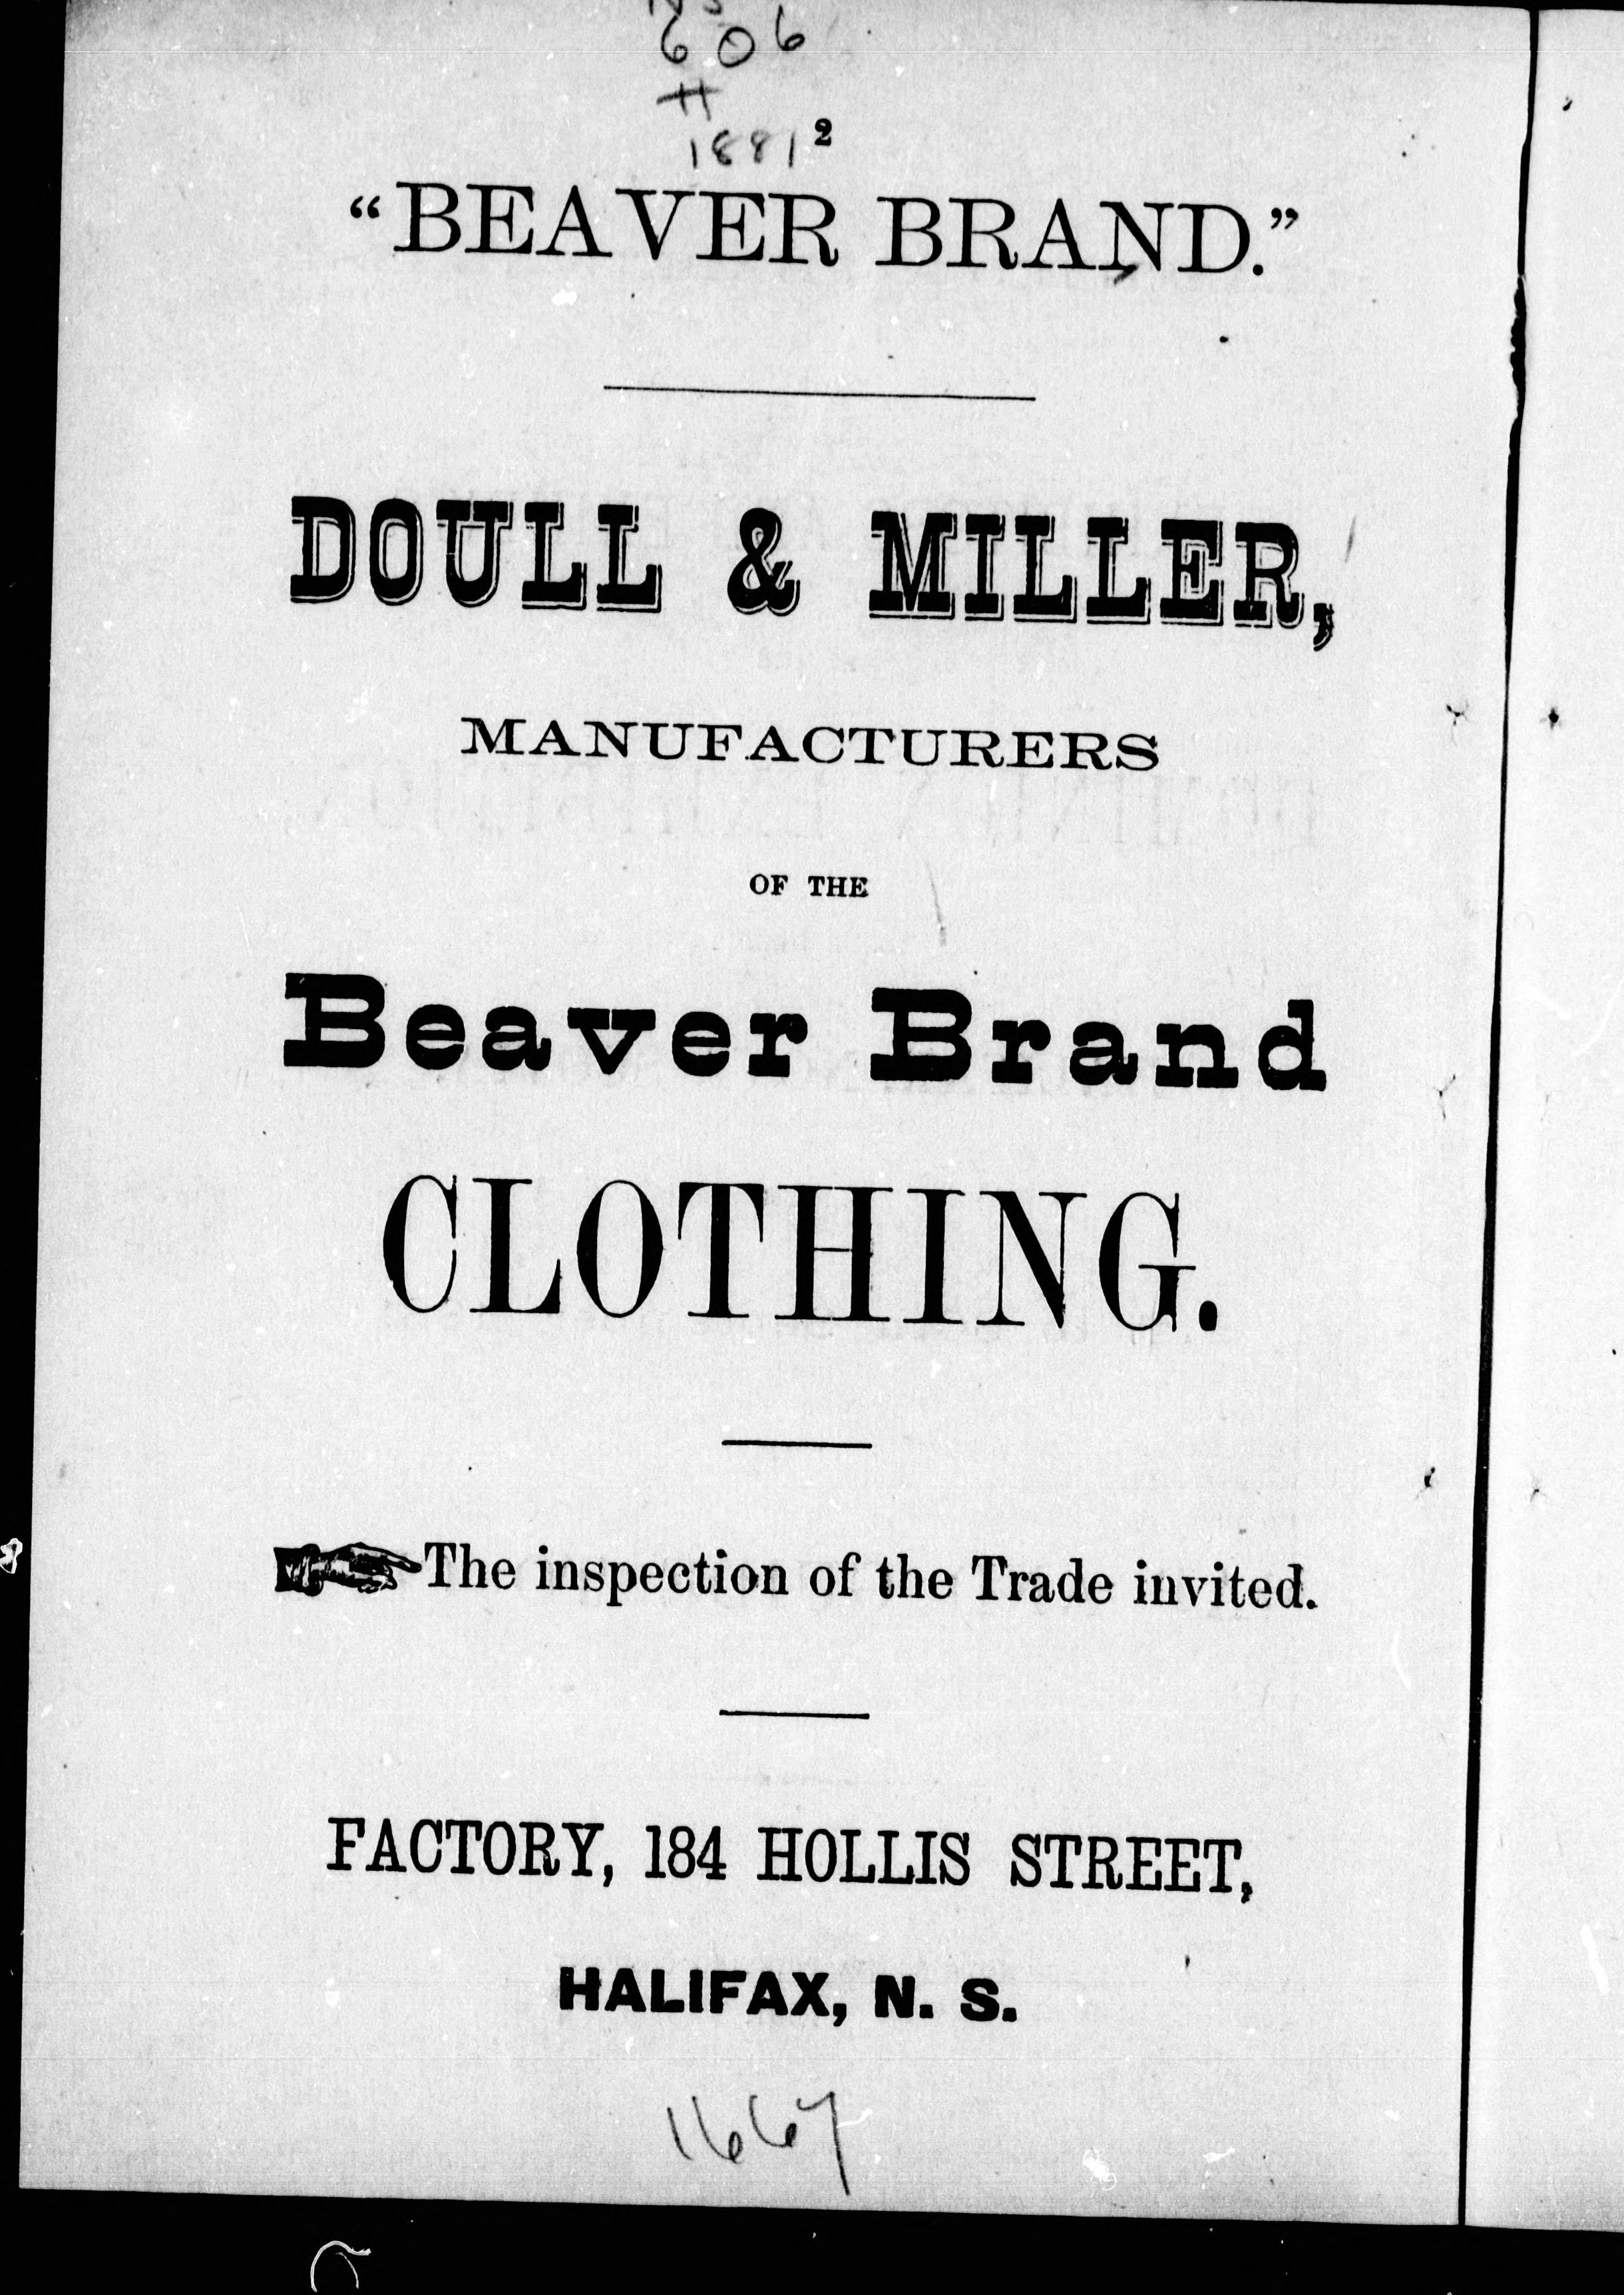 606
H
1881
2
“BEAVER BRAND.”
DOULL & MILLER,
MANUFACTURERS
OF THE
Beaver Brand
CLOTHING.
The inspection of the Trade invited.
FACTORY, 184 HOLLIS STREET,
HALIFAX, N. S.
1667